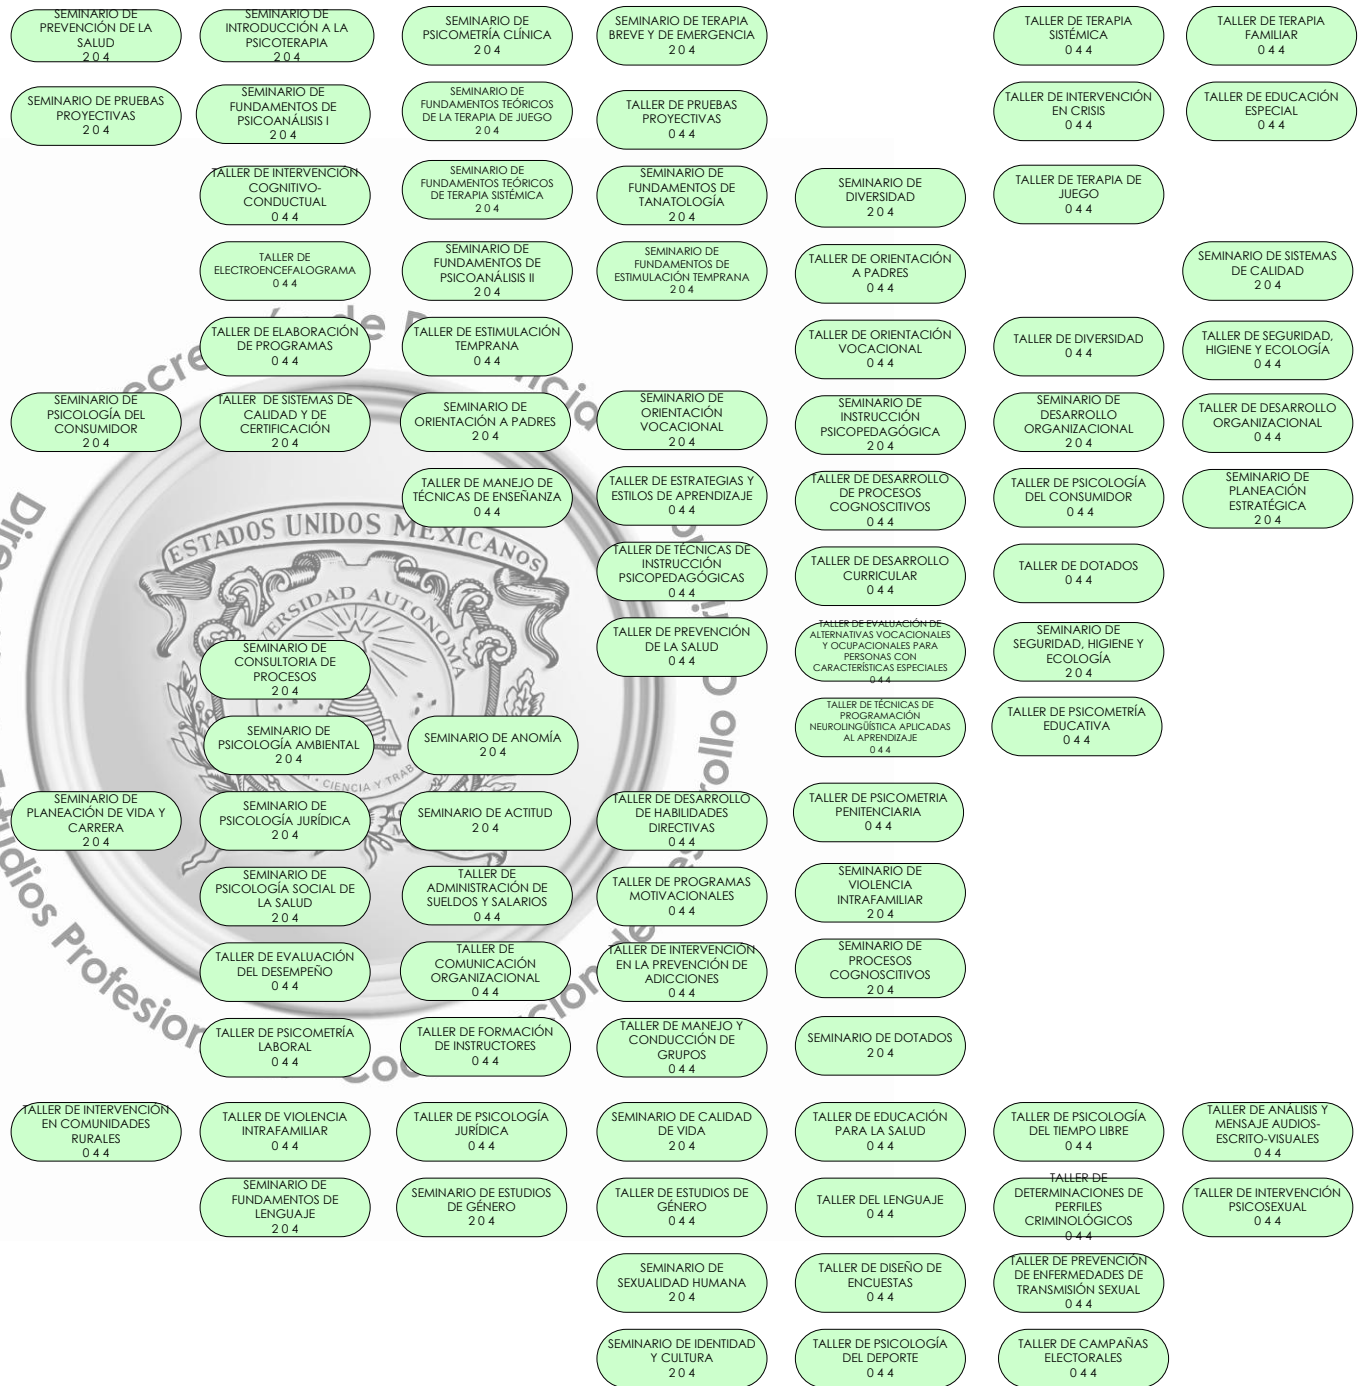 SEMINARIO DE
PREVENCIÓN DE LA
SALUD
2 0 4
SEMINARIO DE
INTRODUCCIÓN A LA
PSICOTERAPIA
2 0 4
SEMINARIO DE
PSICOMETRÍA CLÍNICA
2 0 4
SEMINARIO DE TERAPIA
BREVE Y DE EMERGENCIA
2 0 4
TALLER DE TERAPIA
SISTÉMICA
0 4 4
TALLER DE TERAPIA
FAMILIAR
0 4 4
SEMINARIO DE PRUEBAS
PROYECTIVAS
2 0 4
SEMINARIO DE
FUNDAMENTOS DE
PSICOANÁLISIS I
2 0 4
SEMINARIO DE
FUNDAMENTOS TEÓRICOS
DE LA TERAPIA DE JUEGO
2 0 4
TALLER DE PRUEBAS
PROYECTIVAS
0 4 4
TALLER DE INTERVENCIÓN
EN CRISIS
0 4 4
TALLER DE EDUCACIÓN
ESPECIAL
0 4 4
TALLER DE INTERVENCIÓN
COGNITIVO-
CONDUCTUAL
0 4 4
SEMINARIO DE
FUNDAMENTOS TEÓRICOS
DE TERAPIA SISTÉMICA
2 0 4
SEMINARIO DE
FUNDAMENTOS DE
TANATOLOGÍA
2 0 4
SEMINARIO DE
DIVERSIDAD
2 0 4
TALLER DE TERAPIA DE
JUEGO
0 4 4
TALLER DE
ELECTROENCEFALOGRAMA
0 4 4
SEMINARIO DE
FUNDAMENTOS DE
PSICOANÁLISIS II
2 0 4
SEMINARIO DE
FUNDAMENTOS DE
ESTIMULACIÓN TEMPRANA
2 0 4
TALLER DE ORIENTACIÓN
A PADRES
0 4 4
SEMINARIO DE SISTEMAS
DE CALIDAD
2 0 4
TALLER DE ELABORACIÓN
DE PROGRAMAS
0 4 4
TALLER DE ESTIMULACIÓN
TEMPRANA
0 4 4
TALLER DE ORIENTACIÓN
VOCACIONAL
0 4 4
TALLER DE DIVERSIDAD
0 4 4
TALLER DE SEGURIDAD,
HIGIENE Y ECOLOGÍA
0 4 4
SEMINARIO DE
PSICOLOGÍA DEL
CONSUMIDOR
2 0 4
TALLER DE SISTEMAS DE
CALIDAD Y DE
CERTIFICACIÓN
2 0 4
SEMINARIO DE
ORIENTACIÓN A PADRES
2 0 4
SEMINARIO DE
ORIENTACIÓN
VOCACIONAL
2 0 4
SEMINARIO DE
INSTRUCCIÓN
PSICOPEDAGÓGICA
2 0 4
SEMINARIO DE
DESARROLLO
ORGANIZACIONAL
2 0 4
TALLER DE DESARROLLO
ORGANIZACIONAL
0 4 4
TALLER DE MANEJO DE
TÉCNICAS DE ENSEÑANZA
0 4 4
TALLER DE ESTRATEGIAS Y
ESTILOS DE APRENDIZAJE
0 4 4
TALLER DE DESARROLLO
DE PROCESOS
COGNOSCITIVOS
0 4 4
TALLER DE PSICOLOGÍA
DEL CONSUMIDOR
0 4 4
SEMINARIO DE
PLANEACIÓN
ESTRATÉGICA
2 0 4
ESTADOS UNIDOS MEXICANOS
TALLER DE TÉCNICAS DE
INSTRUCCIÓN
PSICOPEDAGÓGICAS
0 4 4
TALLER DE DESARROLLO
CURRICULAR
0 4 4
TALLER DE DOTADOS
0 4 4
SEMINARIO DE
CONSULTORIA DE
PROCESOS
2 0 4
TALLER DE PREVENCIÓN
DE LA SALUD
0 4 4
TALLER DE EVALUACIÓN DE
ALTERNATIVAS VOCACIONALES
Y OCUPACIONALES PARA
PERSONAS CON
CARACTERÍSTICAS ESPECIALES
0 4 4
SEMINARIO DE
SEGURIDAD, HIGIENE Y
ECOLOGÍA
2 0 4
SEMINARIO DE
PSICOLOGÍA AMBIENTAL
2 0 4
SEMINARIO DE ANOMÍA
2 0 4
TALLER DE TÉCNICAS DE
PROGRAMACIÓN
NEUROLINGÜÍSTICA APLICADAS
AL APRENDIZAJE
0 4 4
TALLER DE PSICOMETRÍA
EDUCATIVA
0 4 4
SEMINARIO DE
PLANEACIÓN DE VIDA Y
CARRERA
2 0 4
SEMINARIO DE
PSICOLOGÍA JURÍDICA
2 0 4
SEMINARIO DE ACTITUD
2 0 4
TALLER DE DESARROLLO
DE HABILIDADES
DIRECTIVAS
0 4 4
TALLER DE PSICOMETRIA
PENITENCIARIA
0 4 4
SEMINARIO DE
PSICOLOGÍA SOCIAL DE
LA SALUD
2 0 4
TALLER DE
ADMINISTRACIÓN DE
SUELDOS Y SALARIOS
0 4 4
TALLER DE PROGRAMAS
MOTIVACIONALES
0 4 4
SEMINARIO DE
VIOLENCIA
INTRAFAMILIAR
2 0 4
TALLER DE EVALUACIÓN
DEL DESEMPEÑO
0 4 4
TALLER DE
COMUNICACIÓN
ORGANIZACIONAL
0 4 4
TALLER DE INTERVENCIÓN
EN LA PREVENCIÓN DE
ADICCIONES
0 4 4
SEMINARIO DE
PROCESOS
COGNOSCITIVOS
2 0 4
TALLER DE PSICOMETRÍA
LABORAL
0 4 4
TALLER DE FORMACIÓN
DE INSTRUCTORES
0 4 4
TALLER DE MANEJO Y
CONDUCCIÓN DE
GRUPOS
0 4 4
SEMINARIO DE DOTADOS
2 0 4
TALLER DE INTERVENCIÓN
EN COMUNIDADES
RURALES
0 4 4
TALLER DE VIOLENCIA
INTRAFAMILIAR
0 4 4
TALLER DE PSICOLOGÍA
JURÍDICA
0 4 4
SEMINARIO DE CALIDAD
DE VIDA
2 0 4
TALLER DE EDUCACIÓN
PARA LA SALUD
0 4 4
TALLER DE PSICOLOGÍA
DEL TIEMPO LIBRE
0 4 4
TALLER DE ANÁLISIS Y
MENSAJE AUDIOS-
ESCRITO-VISUALES
0 4 4
SEMINARIO DE
FUNDAMENTOS DE
LENGUAJE
2 0 4
SEMINARIO DE ESTUDIOS
DE GÉNERO
2 0 4
TALLER DE ESTUDIOS DE
GÉNERO
0 4 4
TALLER DEL LENGUAJE
0 4 4
TALLER DE
DETERMINACIONES DE
PERFILES
CRIMINOLÓGICOS
0 4 4
TALLER DE INTERVENCIÓN
PSICOSEXUAL
0 4 4
SEMINARIO DE
SEXUALIDAD HUMANA
2 0 4
TALLER DE DISEÑO DE
ENCUESTAS
0 4 4
TALLER DE PREVENCIÓN
DE ENFERMEDADES DE
TRANSMISIÓN SEXUAL
0 4 4
SEMINARIO DE IDENTIDAD
Y CULTURA
2 0 4
TALLER DE PSICOLOGÍA
DEL DEPORTE
0 4 4
TALLER DE CAMPAÑAS
ELECTORALES
0 4 4